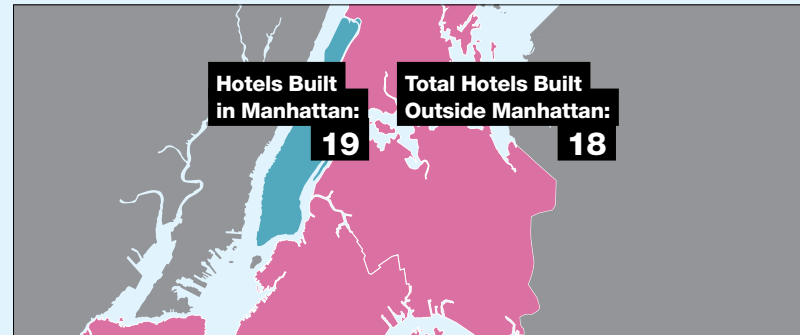 Hotels Built
in Manhattan:
19
Total Hotels Built
Outside Manhattan:
18